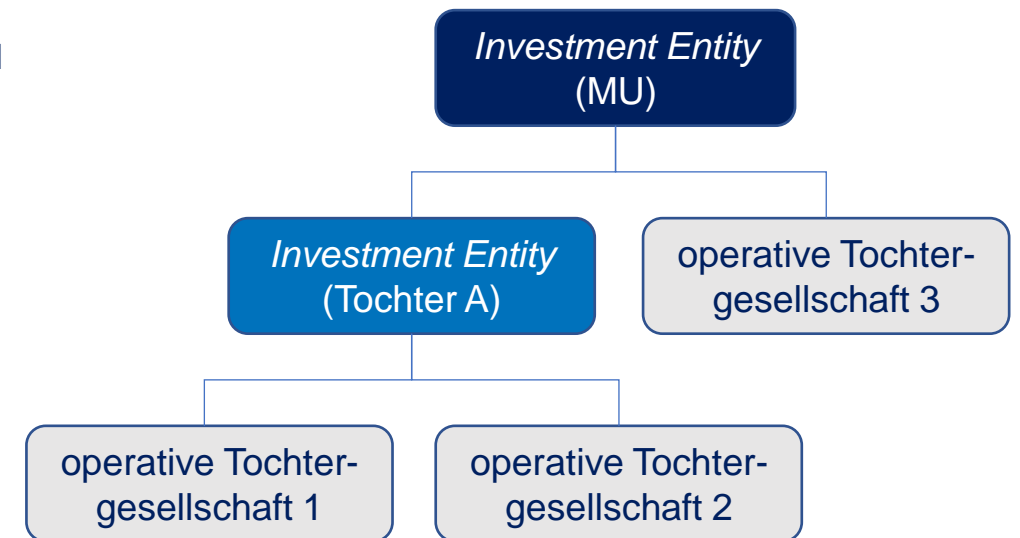 Investment Entity
(MU)
Investment Entity
(Tochter A)
operative Tochter-
gesellschaft 3
operative Tochter-
gesellschaft 1
operative Tochter-
gesellschaft 2